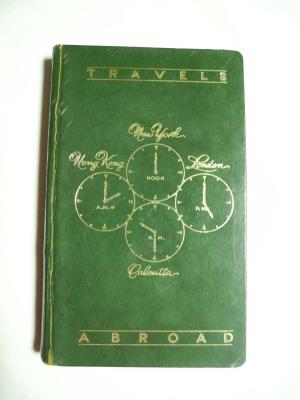 TRAVELS
New York
Hong Kong
London
NOON
A.M.
P.M.
P.M.
Calcutta
ABROAD